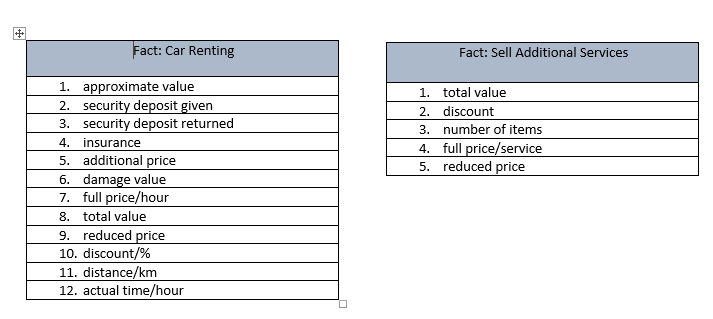 Fact: Car Renting
1. approximate value
2. security deposit given
3. security deposit returned
4. insurance
5. additional price
6. damage value
7. full price/hour
8. total value
9. reduced price
10. discount/%
11. distance/km
12. actual time/hour
Fact: Sell Additional Services
1. total value
2. discount
3. number of items
4. full price/service
5. reduced price